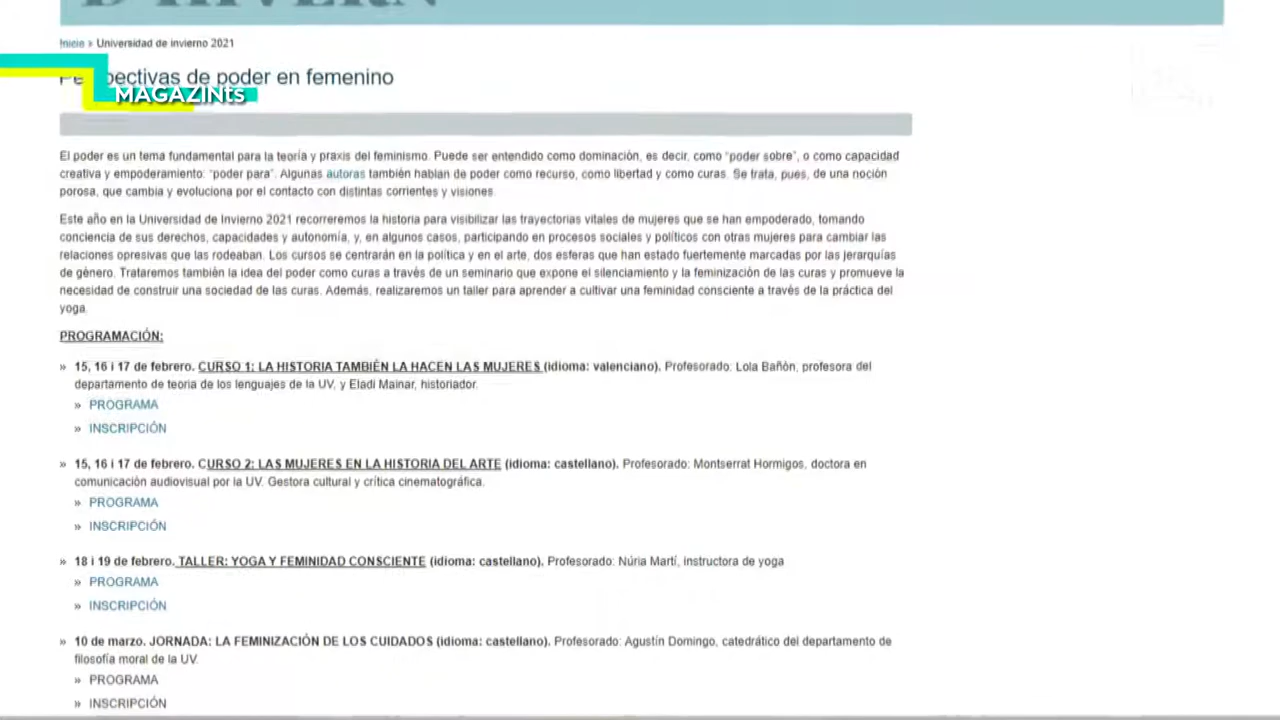 D'HIVERN
Inicio » Universidad de invierno 2021
Perspectivas de poder en femenino
MAGAZINts
El poder es un tema fundamental para la teoría y praxis del feminismo. Puede ser entendido como dominación, es decir, como "poder sobre", o como capacidad
creativa y empoderamiento: "poder para". Algunas autoras también hablan de poder como recurso, como libertad y como curas. Se trata, pues, de una noción
porosa, que cambia y evoluciona por el contacto con distintas corrientes y visiones.
Este año en la Universidad de Invierno 2021 recorreremos la historia para visibilizar las trayectorias vitales de mujeres que se han empoderado, tomando
conciencia de sus derechos, capacidades y autonomía, y, en algunos casos, participando en procesos sociales y políticos con otras mujeres para cambiar las
relaciones opresivas que las rodeaban. Los cursos se centrarán en la política y en el arte, dos esferas que han estado fuertemente marcadas por las jerarquías
de género. Trataremos también la idea del poder como curas a través de un seminario que expone el silenciamiento y la feminización de las curas y promueve la
necesidad de construir una sociedad de las curas. Además, realizaremos un taller para aprender a cultivar una feminidad consciente a través de la práctica del
yoga.
PROGRAMACIÓN:
» 15, 16 i 17 de febrero. CURSO 1: LA HISTORIA TAMBIÉN LA HACEN LAS MUJERES (idioma: valenciano). Profesorado: Lola Bañón, profesora del
departamento de teoria de los lenguajes de la UV, y Eladi Mainar, historiador.
» PROGRAMA
» INSCRIPCIÓN
» 15, 16 i 17 de febrero. CURSO 2: LAS MUJERES EN LA HISTORIA DEL ARTE (idioma: castellano). Profesorado: Montserrat Hormigos, doctora en
comunicación audiovisual por la UV. Gestora cultural y crítica cinematográfica.
» PROGRAMA
» INSCRIPCIÓN
» 18 i 19 de febrero. TALLER: YOGA Y FEMINIDAD CONSCIENTE (idioma: castellano). Profesorado: Núria Martí, instructora de yoga
» PROGRAMA
» INSCRIPCIÓN
» 10 de marzo. JORNADA: LA FEMINIZACIÓN DE LOS CUIDADOS (idioma: castellano). Profesorado: Agustín Domingo, catedrático del departamento de
filosofía moral de la UV.
» PROGRAMA
» INSCRIPCIÓN